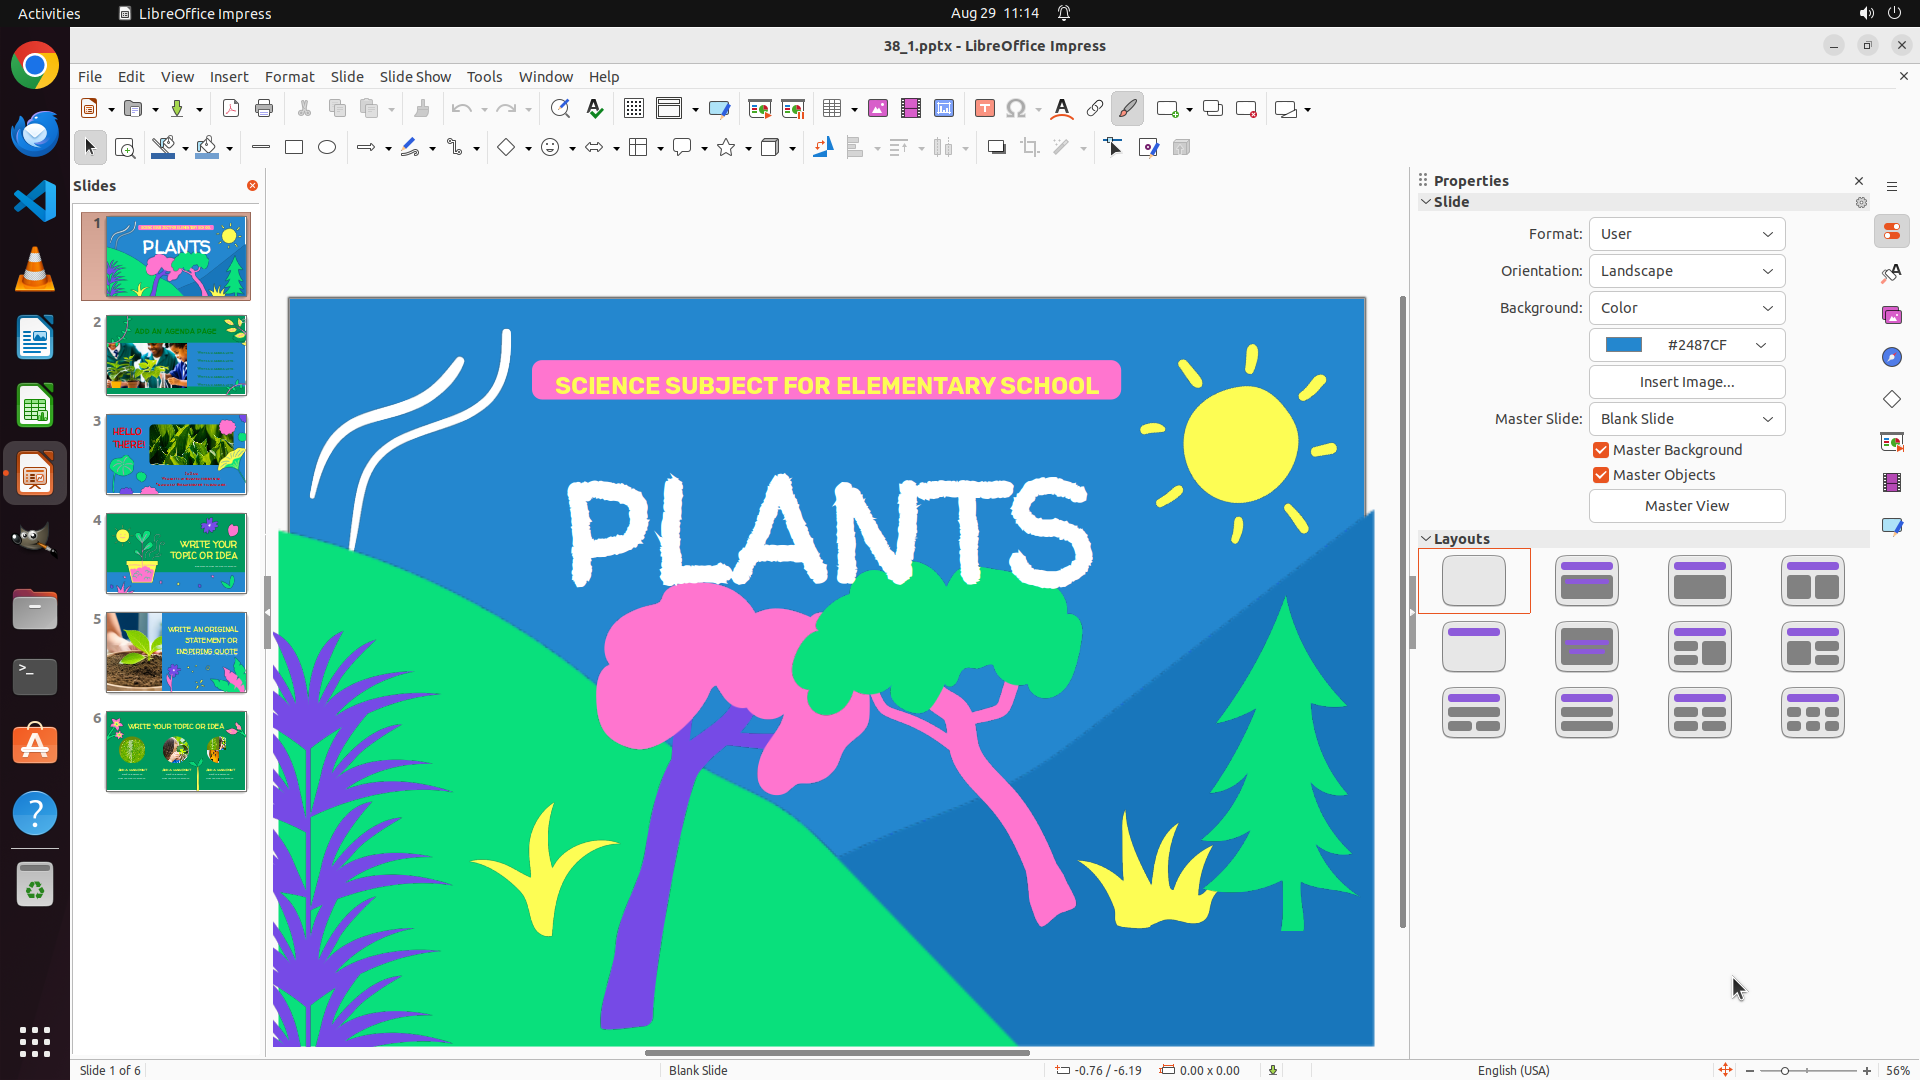 Activities
LibreOffice Impress
Aug 29 11:14
38_1.pptx - LibreOffice Impress
File Edit View Insert Format Slide Slide Show Tools Window Help
Slides
Properties
Slide
Format: User
Orientation: Landscape
Background: Color
#2487CF
Insert Image...
Master Slide: Blank Slide
Master Background
Master Objects
Master View
Layouts
1
PLANTS
2
ADD AN AGENDA PAGE
3
HELLO
THERE!
4
WRITE YOUR
TOPIC OR IDEA
5
WRITE AN ORIGINAL
STATEMENT OR
INSPIRING QUOTE
6
WRITE YOUR TOPIC OR IDEA
SCIENCE SUBJECT FOR ELEMENTARY SCHOOL
PLANTS
Slide 1 of 6
Blank Slide
-0.76 / -6.19
0.00 x 0.00
English (USA)
56%